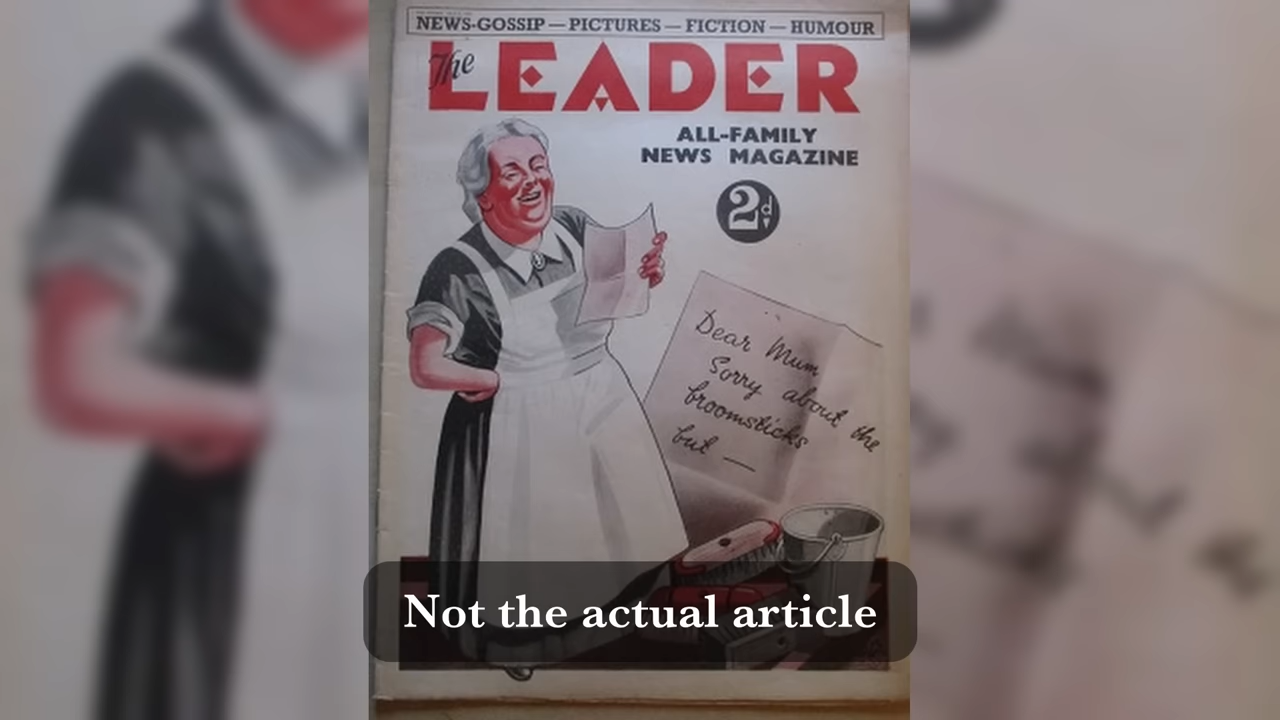 NEWS-GOSSIP — PICTURES — FICTION — HUMOUR
The LEADER
ALL-FAMILY
NEWS MAGAZINE
2d
Dear Mum
Sorry about the
broomsticks
but —
Not the actual article